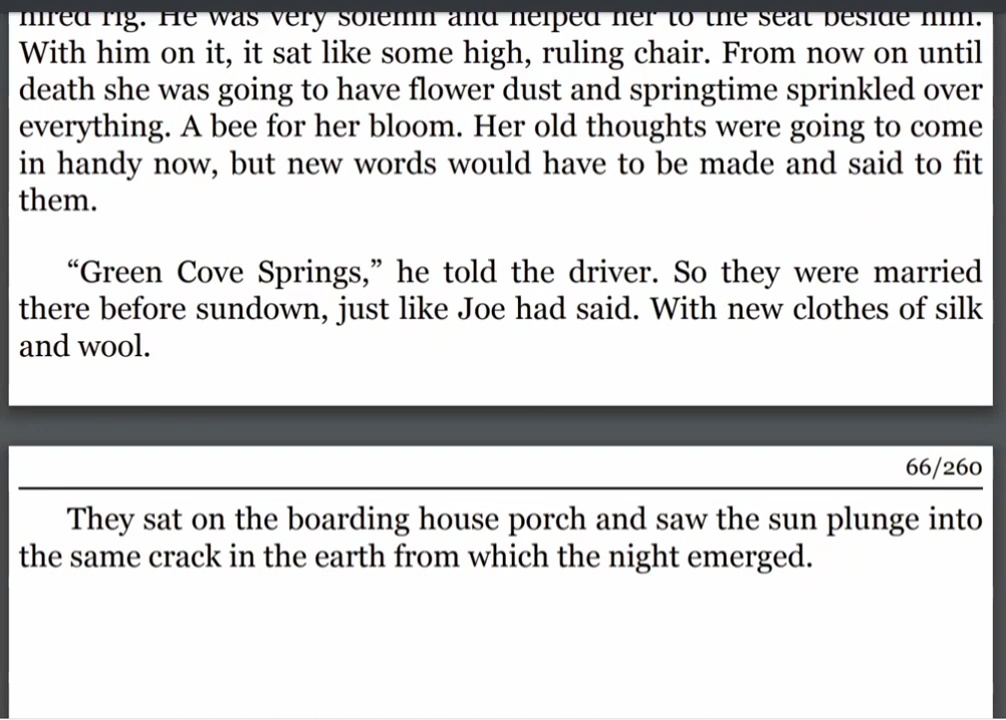 hired rig. He was very solemn and helped her to the seat beside him.
With him on it, it sat like some high, ruling chair. From now on until
death she was going to have flower dust and springtime sprinkled over
everything. A bee for her bloom. Her old thoughts were going to come
in handy now, but new words would have to be made and said to fit
them.
“Green Cove Springs,” he told the driver. So they were married
there before sundown, just like Joe had said. With new clothes of silk
and wool.
66/260
They sat on the boarding house porch and saw the sun plunge into
the same crack in the earth from which the night emerged.